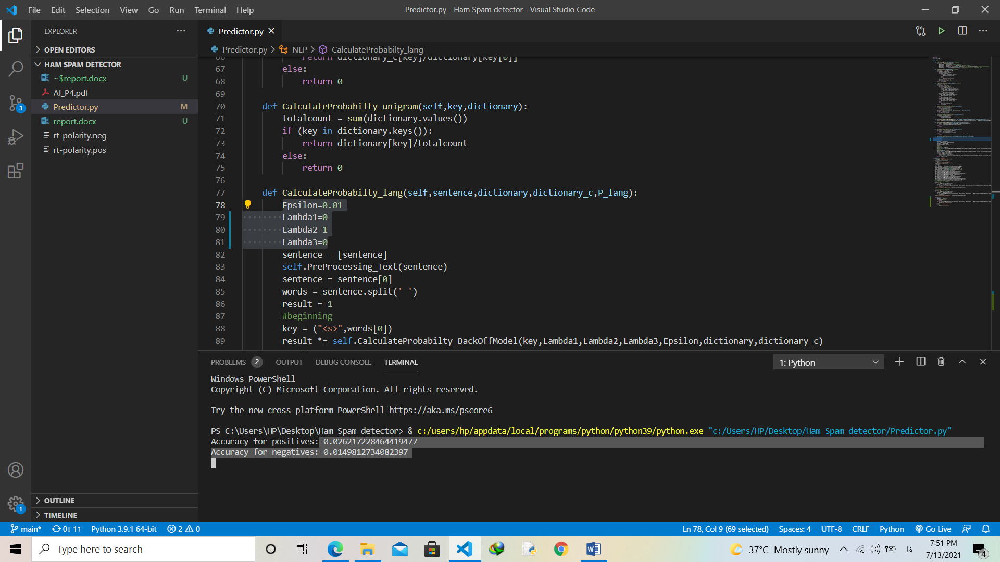 File Edit Selection View Go Run Terminal Help
Predictor.py - Ham Spam detector - Visual Studio Code
EXPLORER
OPEN EDITORS
HAM SPAM DETECTOR
~$report.docx U
AI_P4.pdf
Predictor.py M
report.docx U
rt-polarity.neg
rt-polarity.pos
OUTLINE
TIMELINE
3
1
Predictor.py
Predictor.py > NLP > CalculateProbabilty_lang
66 return dictionary_c[key]/dictionary[key[0]]
67 else:
68 return 0
69
70 def CalculateProbabilty_unigram(self,key,dictionary):
71 totalcount = sum(dictionary.values())
72 if (key in dictionary.keys()):
73 return dictionary[key]/totalcount
74 else:
75 return 0
76
77 def CalculateProbabilty_lang(self,sentence,dictionary,dictionary_c,P_lang):
78 Epsilon=0.01
79 Lambda1=0
80 Lambda2=1
81 Lambda3=0
82 sentence = [sentence]
83 self.PreProcessing_Text(sentence)
84 sentence = sentence[0]
85 words = sentence.split(' ')
86 result = 1
87 #beginning
88 key = ("<s>",words[0])
89 result *= self.CalculateProbabilty_BackOffModel(key,Lambda1,Lambda2,Lambda3,Epsilon,dictionary,dictionary_c)
PROBLEMS 2 OUTPUT DEBUG CONSOLE TERMINAL
1: Python
Windows PowerShell
Copyright (C) Microsoft Corporation. All rights reserved.
Try the new cross-platform PowerShell https://aka.ms/pscore6
PS C:\Users\HP\Desktop\Ham Spam detector> & c:/users/hp/appdata/local/programs/python/python39/python.exe "c:/Users/HP/Desktop/Ham Spam detector/Predictor.py"
Accuracy for positives: 0.026217228464419477
Accuracy for negatives: 0.0149812734082397
main* 0↓ 1↑ Python 3.9.1 64-bit 2 0
Ln 78, Col 9 (69 selected) Spaces: 4 UTF-8 CRLF Python Go Live
Type here to search
37°C Mostly sunny
فا
7:51 PM
7/13/2021
4